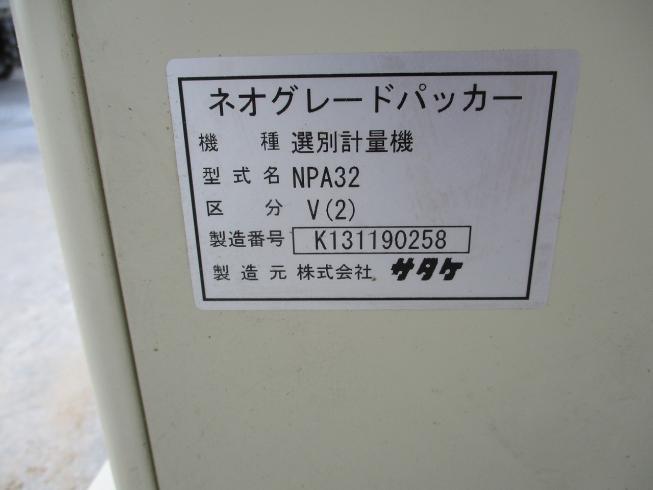 ネオグレードパッカー
機種 選別計量機
型式名 NPA32
区分 V(2)
製造番号 K131190258
製造元 株式会社 サタケ